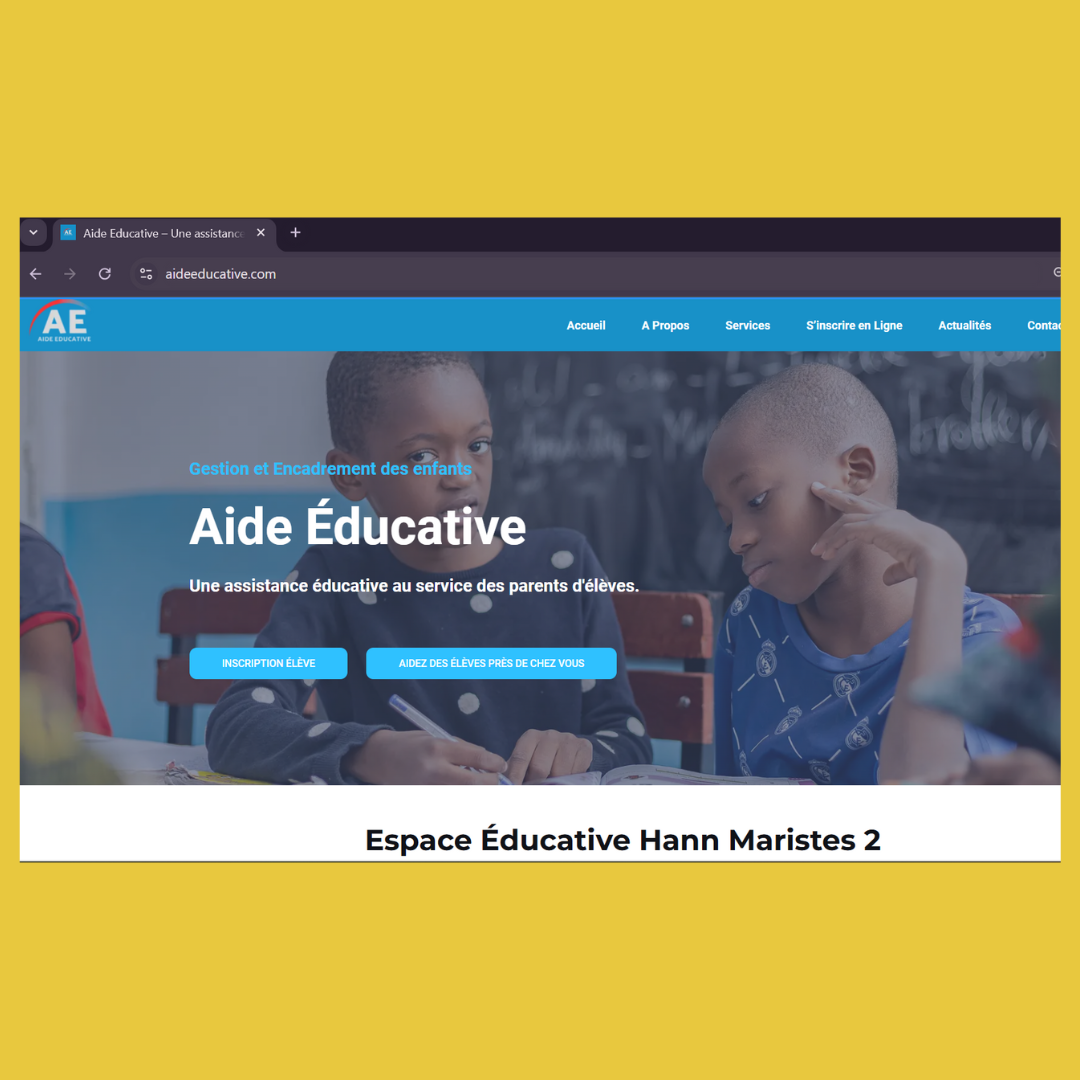 AE
Aide Educative – Une assistance
aideeducative.com
AE
AIDE EDUCATIVE
Accueil
A Propos
Services
S'inscrire en Ligne
Actualités
Contac
Gestion et Encadrement des enfants
Aide Éducative
Une assistance éducative au service des parents d'élèves.
INSCRIPTION ÉLÈVE
AIDEZ DES ÉLÈVES PRÈS DE CHEZ VOUS
Espace Éducative Hann Maristes 2